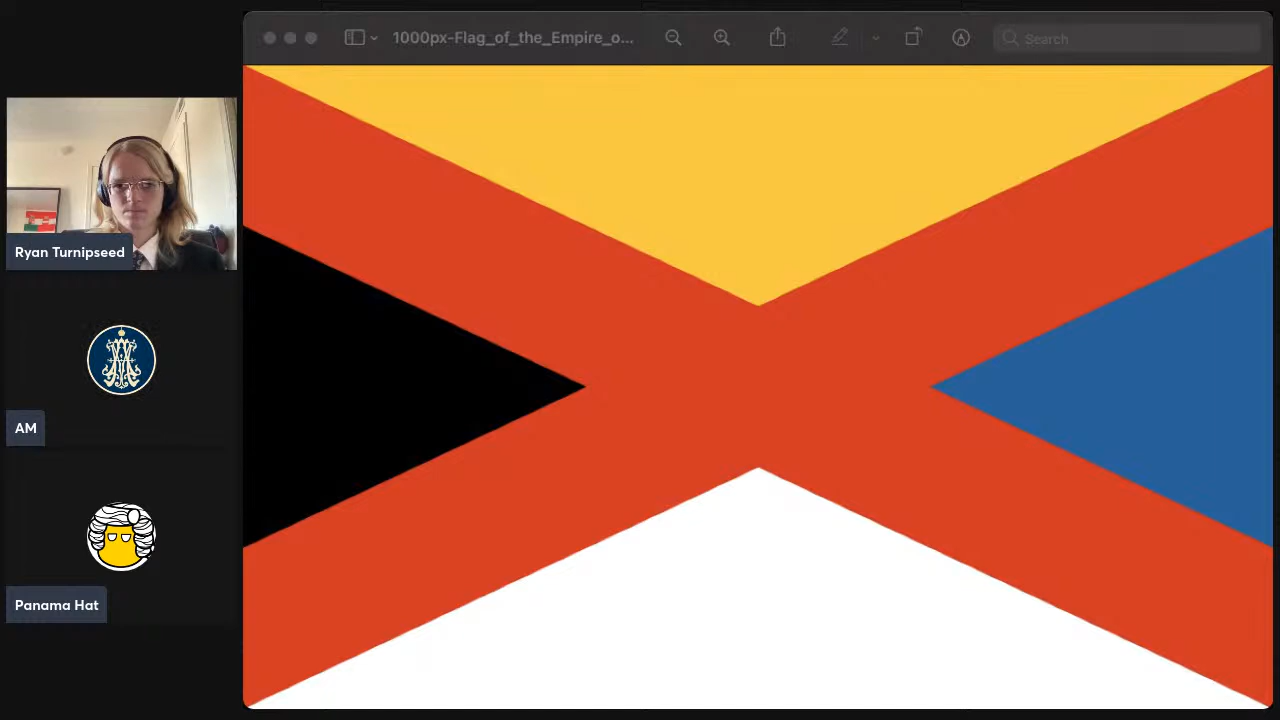 1000px-Flag_of_the_Empire_o...
Search
Ryan Turnipseed
AM
Panama Hat